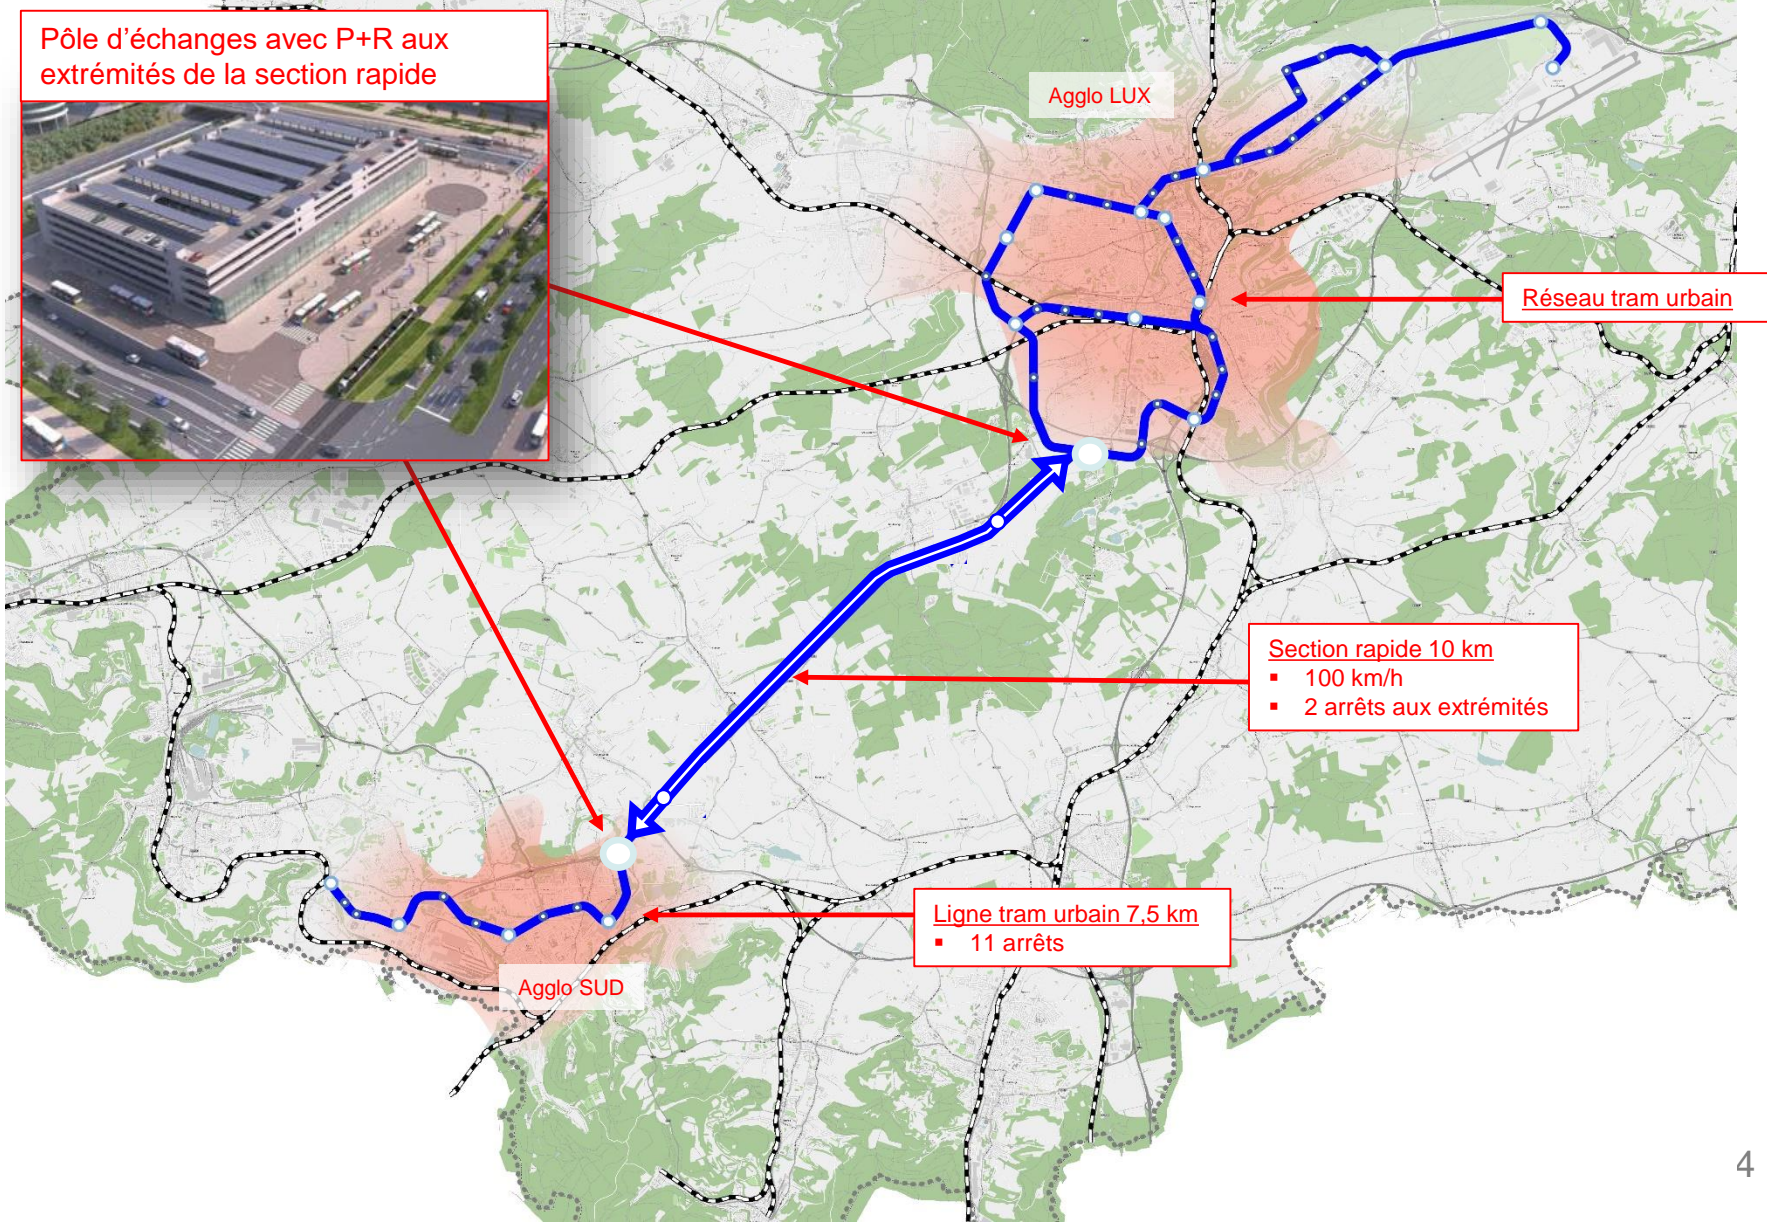 Pôle d’échanges avec P+R aux
extrémités de la section rapide
Agglo LUX
Réseau tram urbain
Section rapide 10 km
▪ 100 km/h
▪ 2 arrêts aux extrémités
Ligne tram urbain 7,5 km
▪ 11 arrêts
Agglo SUD
4